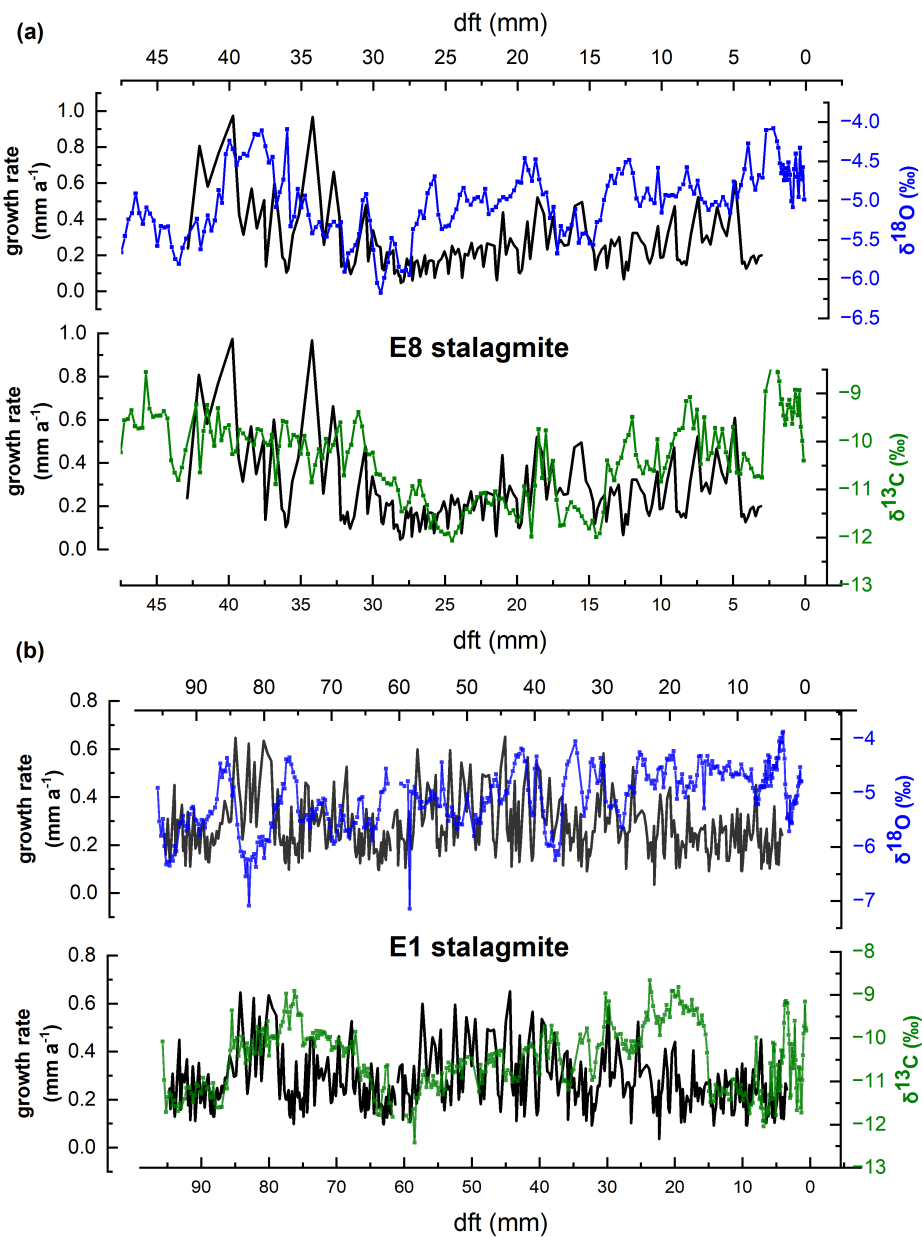 (a)
dft (mm)
45 40 35 30 25 20 15 10 5 0
1.0
0.8
0.6
0.4
0.2
0.0
growth rate
(mm a⁻¹)
−4.0
−4.5
−5.0
−5.5
−6.0
−6.5
δ¹⁸O (‰)
E8 stalagmite
1.0
0.8
0.6
0.4
0.2
0.0
growth rate
(mm a⁻¹)
−9
−10
−11
−12
−13
δ¹³C (‰)
45 40 35 30 25 20 15 10 5 0
dft (mm)
(b)
90 80 70 60 50 40 30 20 10 0
0.8
0.6
0.4
0.2
0.0
growth rate
(mm a⁻¹)
−4
−5
−6
−7
δ¹⁸O (‰)
E1 stalagmite
0.8
0.6
0.4
0.2
0.0
growth rate
(mm a⁻¹)
−8
−9
−10
−11
−12
−13
δ¹³C (‰)
90 80 70 60 50 40 30 20 10 0
dft (mm)